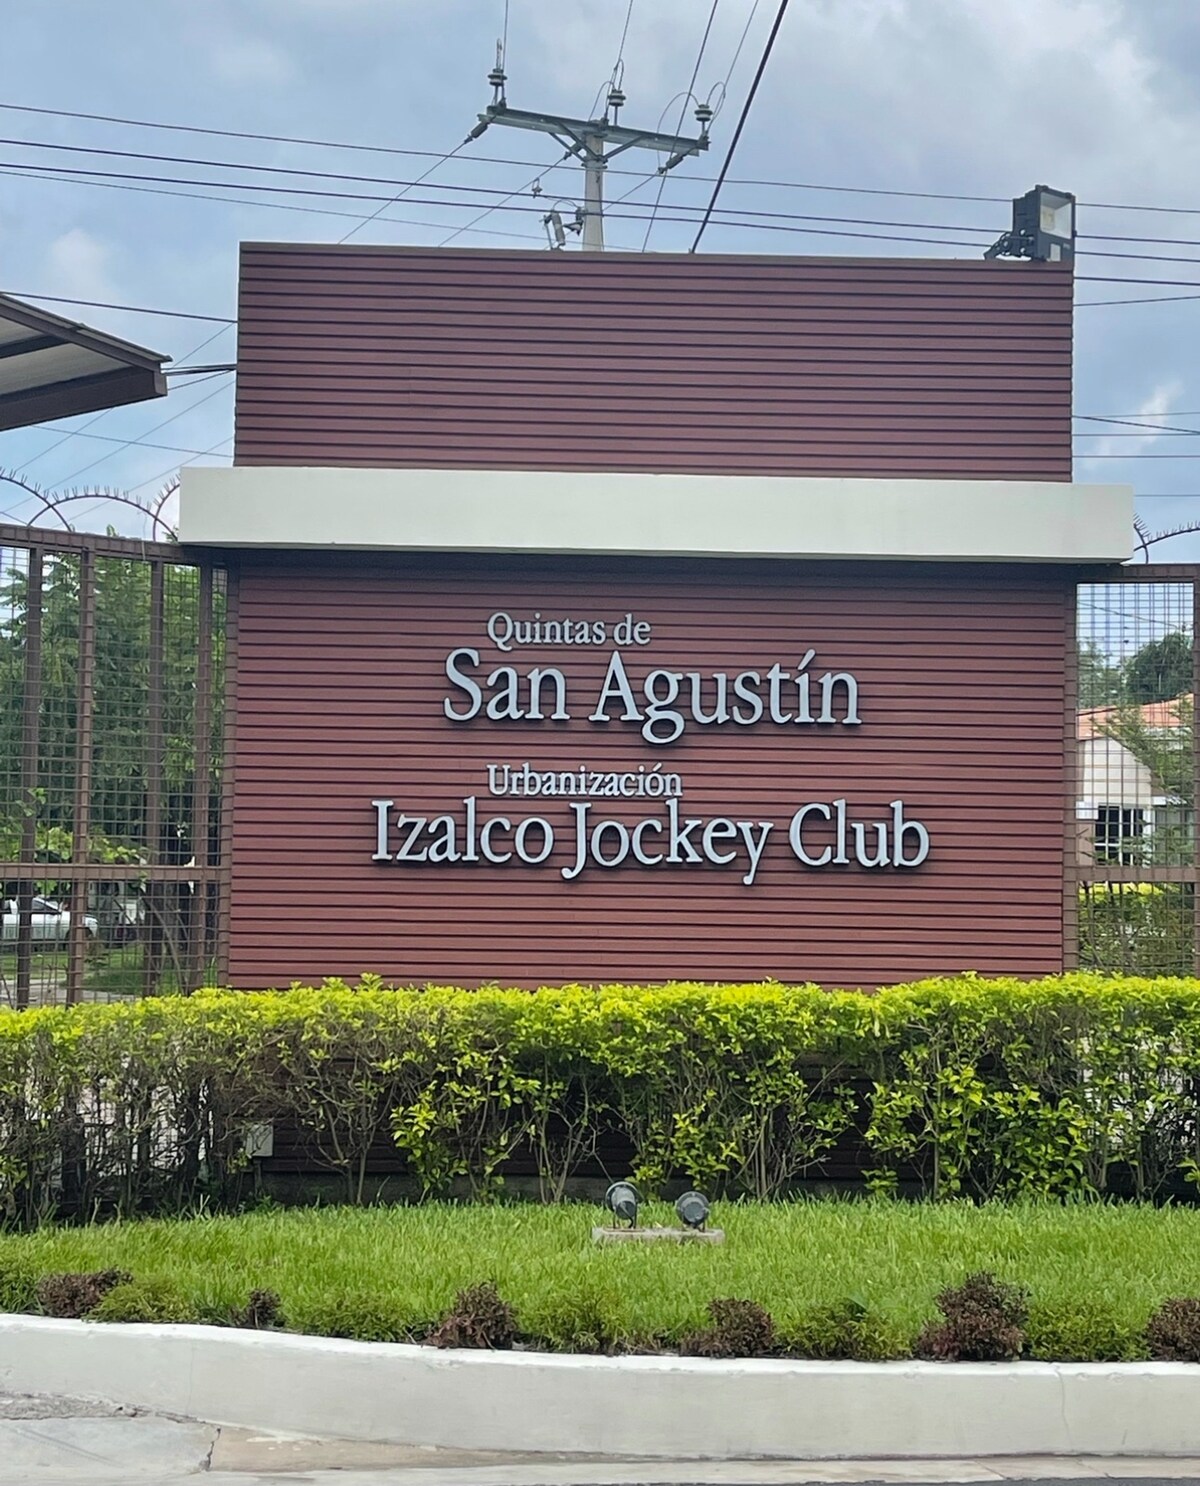 Quintas de
San Agustín
Urbanización
Izalco Jockey Club